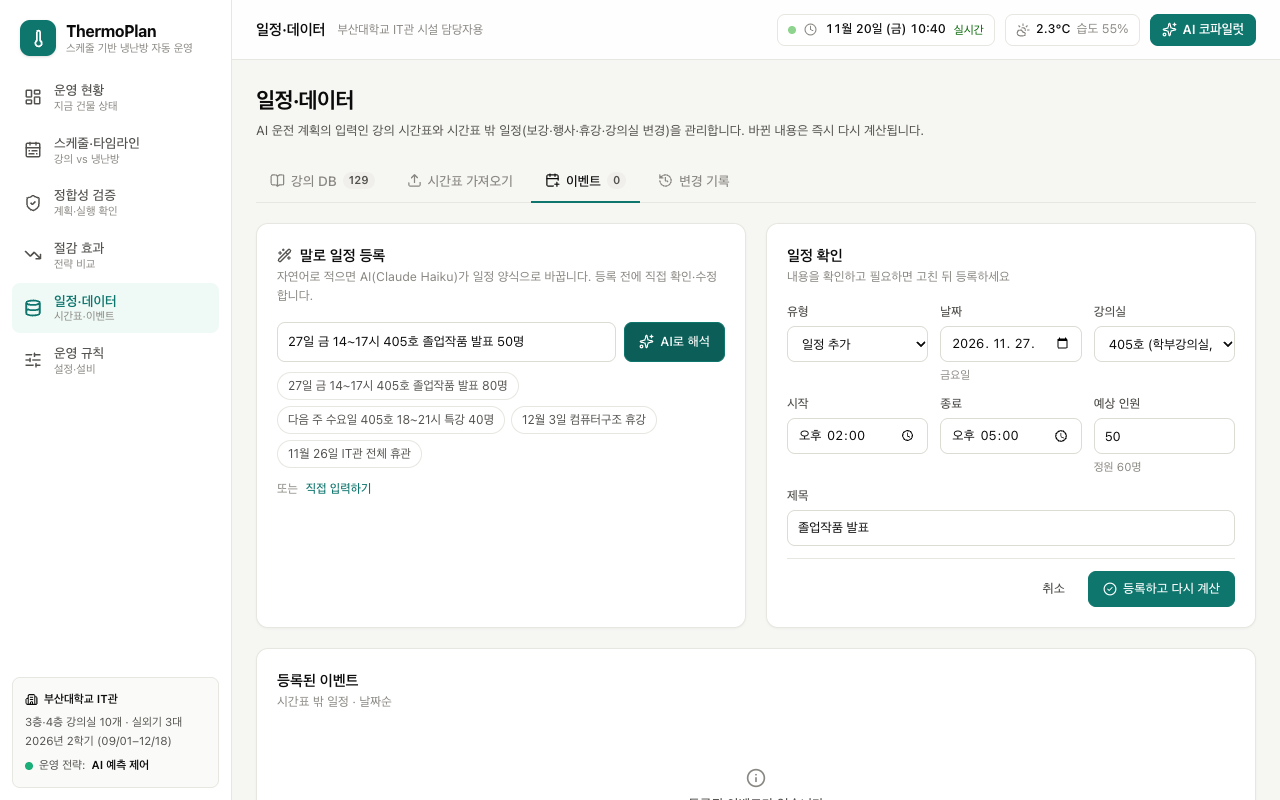 ThermoPlan
스케줄 기반 냉난방 자동 운영
운영 현황
지금 건물 상태
스케줄·타임라인
강의 vs 냉난방
정합성 검증
계획·실행 확인
절감 효과
전략 비교
일정·데이터
시간표·이벤트
운영 규칙
설정·설비
부산대학교 IT관
3층·4층 강의실 10개 · 실외기 3대
2026년 2학기 (09/01–12/18)
운영 전략: AI 예측 제어
일정·데이터 부산대학교 IT관 시설 담당자용
11월 20일 (금) 10:40 실시간
2.3°C 습도 55%
AI 코파일럿
일정·데이터
AI 운전 계획의 입력인 강의 시간표와 시간표 밖 일정(보강·행사·휴강·강의실 변경)을 관리합니다. 바뀐 내용은 즉시 다시 계산됩니다.
강의 DB 129
시간표 가져오기
이벤트 0
변경 기록
말로 일정 등록
자연어로 적으면 AI(Claude Haiku)가 일정 양식으로 바꿉니다. 등록 전에 직접 확인·수정
합니다.
27일 금 14~17시 405호 졸업작품 발표 50명
AI로 해석
27일 금 14~17시 405호 졸업작품 발표 80명
다음 주 수요일 405호 18~21시 특강 40명
12월 3일 컴퓨터구조 휴강
11월 26일 IT관 전체 휴관
또는 직접 입력하기
일정 확인
내용을 확인하고 필요하면 고친 뒤 등록하세요
유형 날짜 강의실
일정 추가 2026. 11. 27. 405호 (학부강의실,
금요일
시작 종료 예상 인원
오후 02:00 오후 05:00 50
정원 60명
제목
졸업작품 발표
취소 등록하고 다시 계산
등록된 이벤트
시간표 밖 일정 · 날짜순